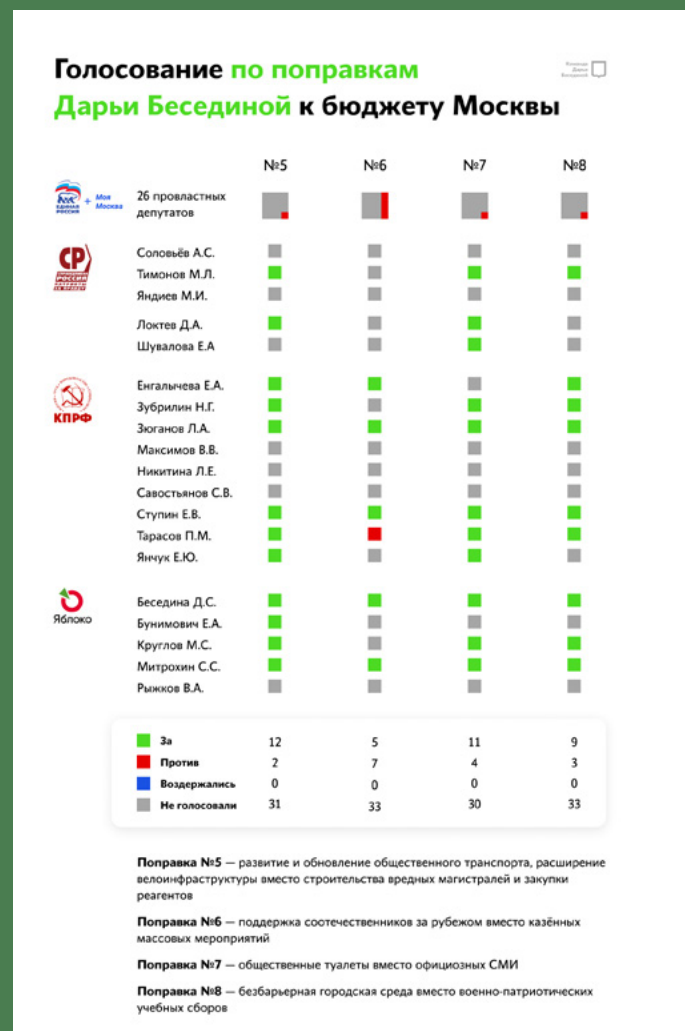 Голосование по поправкам
Дарьи Бесединой к бюджету Москвы
Команда
Дарьи
Бесединой
№5 №6 №7 №8
ЕДИНАЯ
РОССИЯ
+ Моя
Москва
26 провластных
депутатов
СР
РОССИЯ
Соловьёв А.С.
Тимонов М.Л.
Яндиев М.И.
Локтев Д.А.
Шувалова Е.А
КПРФ
Енгалычева Е.А.
Зубрилин Н.Г.
Зюганов Л.А.
Максимов В.В.
Никитина Л.Е.
Савостьянов С.В.
Ступин Е.В.
Тарасов П.М.
Янчук Е.Ю.
Яблоко
Беседина Д.С.
Бунимович Е.А.
Круглов М.С.
Митрохин С.С.
Рыжков В.А.
За 12 5 11 9
Против 2 7 4 3
Воздержались 0 0 0 0
Не голосовали 31 33 30 33
Поправка №5 — развитие и обновление общественного транспорта, расширение
велоинфраструктуры вместо строительства вредных магистралей и закупки
реагентов
Поправка №6 — поддержка соотечественников за рубежом вместо казённых
массовых мероприятий
Поправка №7 — общественные туалеты вместо официозных СМИ
Поправка №8 — безбарьерная городская среда вместо военно-патриотических
учебных сборов